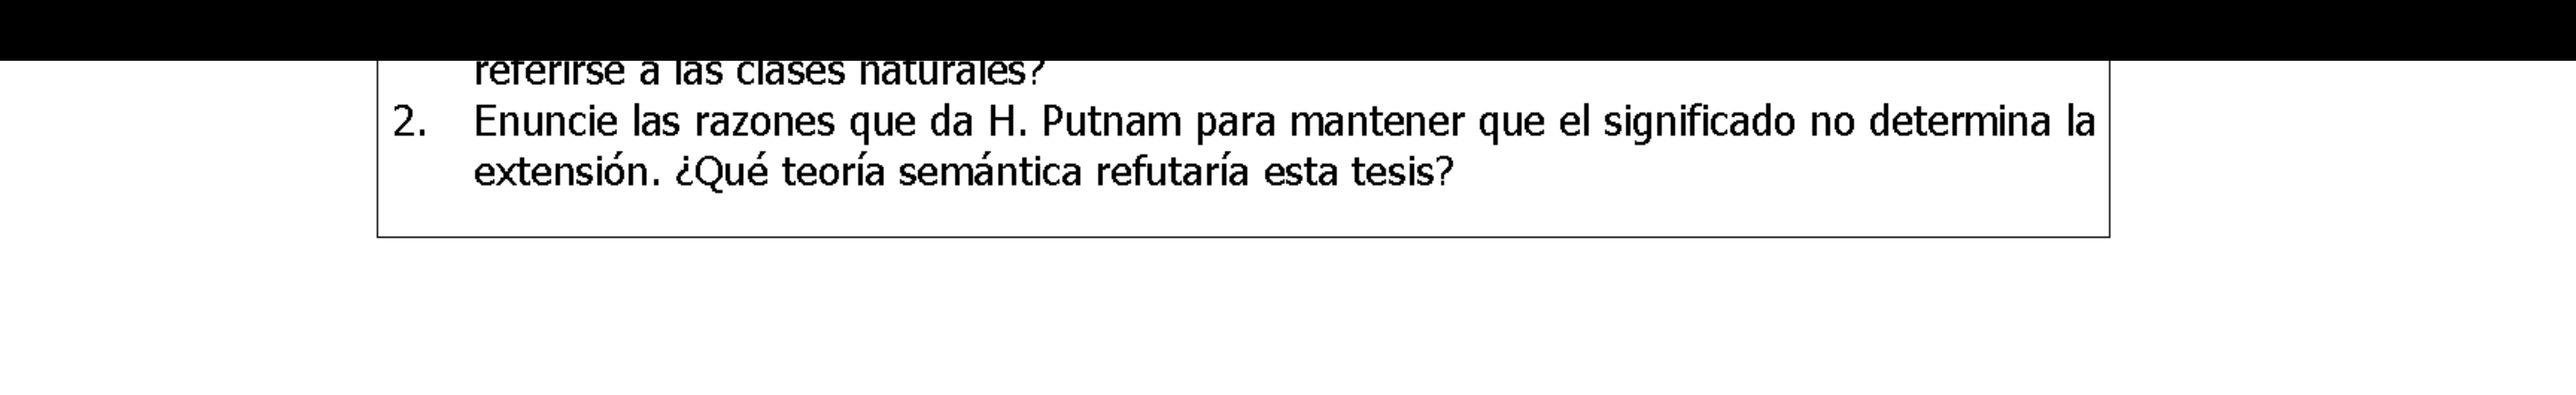 referirse a las clases naturales?
2. Enuncie las razones que da H. Putnam para mantener que el significado no determina la
extensión. ¿Qué teoría semántica refutaría esta tesis?